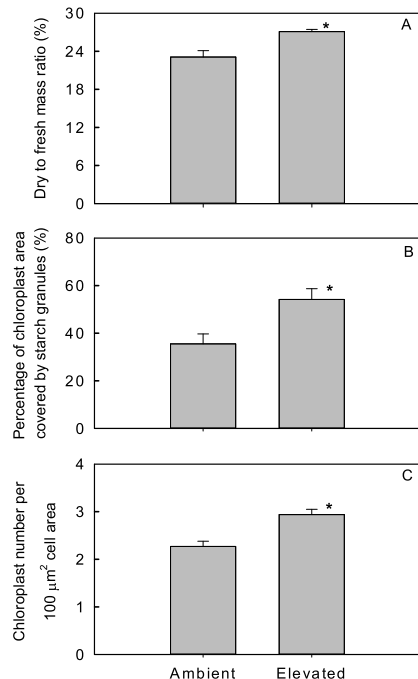 A
Dry to fresh mass ratio (%)
30
24
18
12
6
0
*
B
Percentage of chloroplast area
covered by starch granules (%)
80
60
40
20
0
*
C
Chloroplast number per
100 µm² cell area
4
3
2
1
0
*
Ambient Elevated